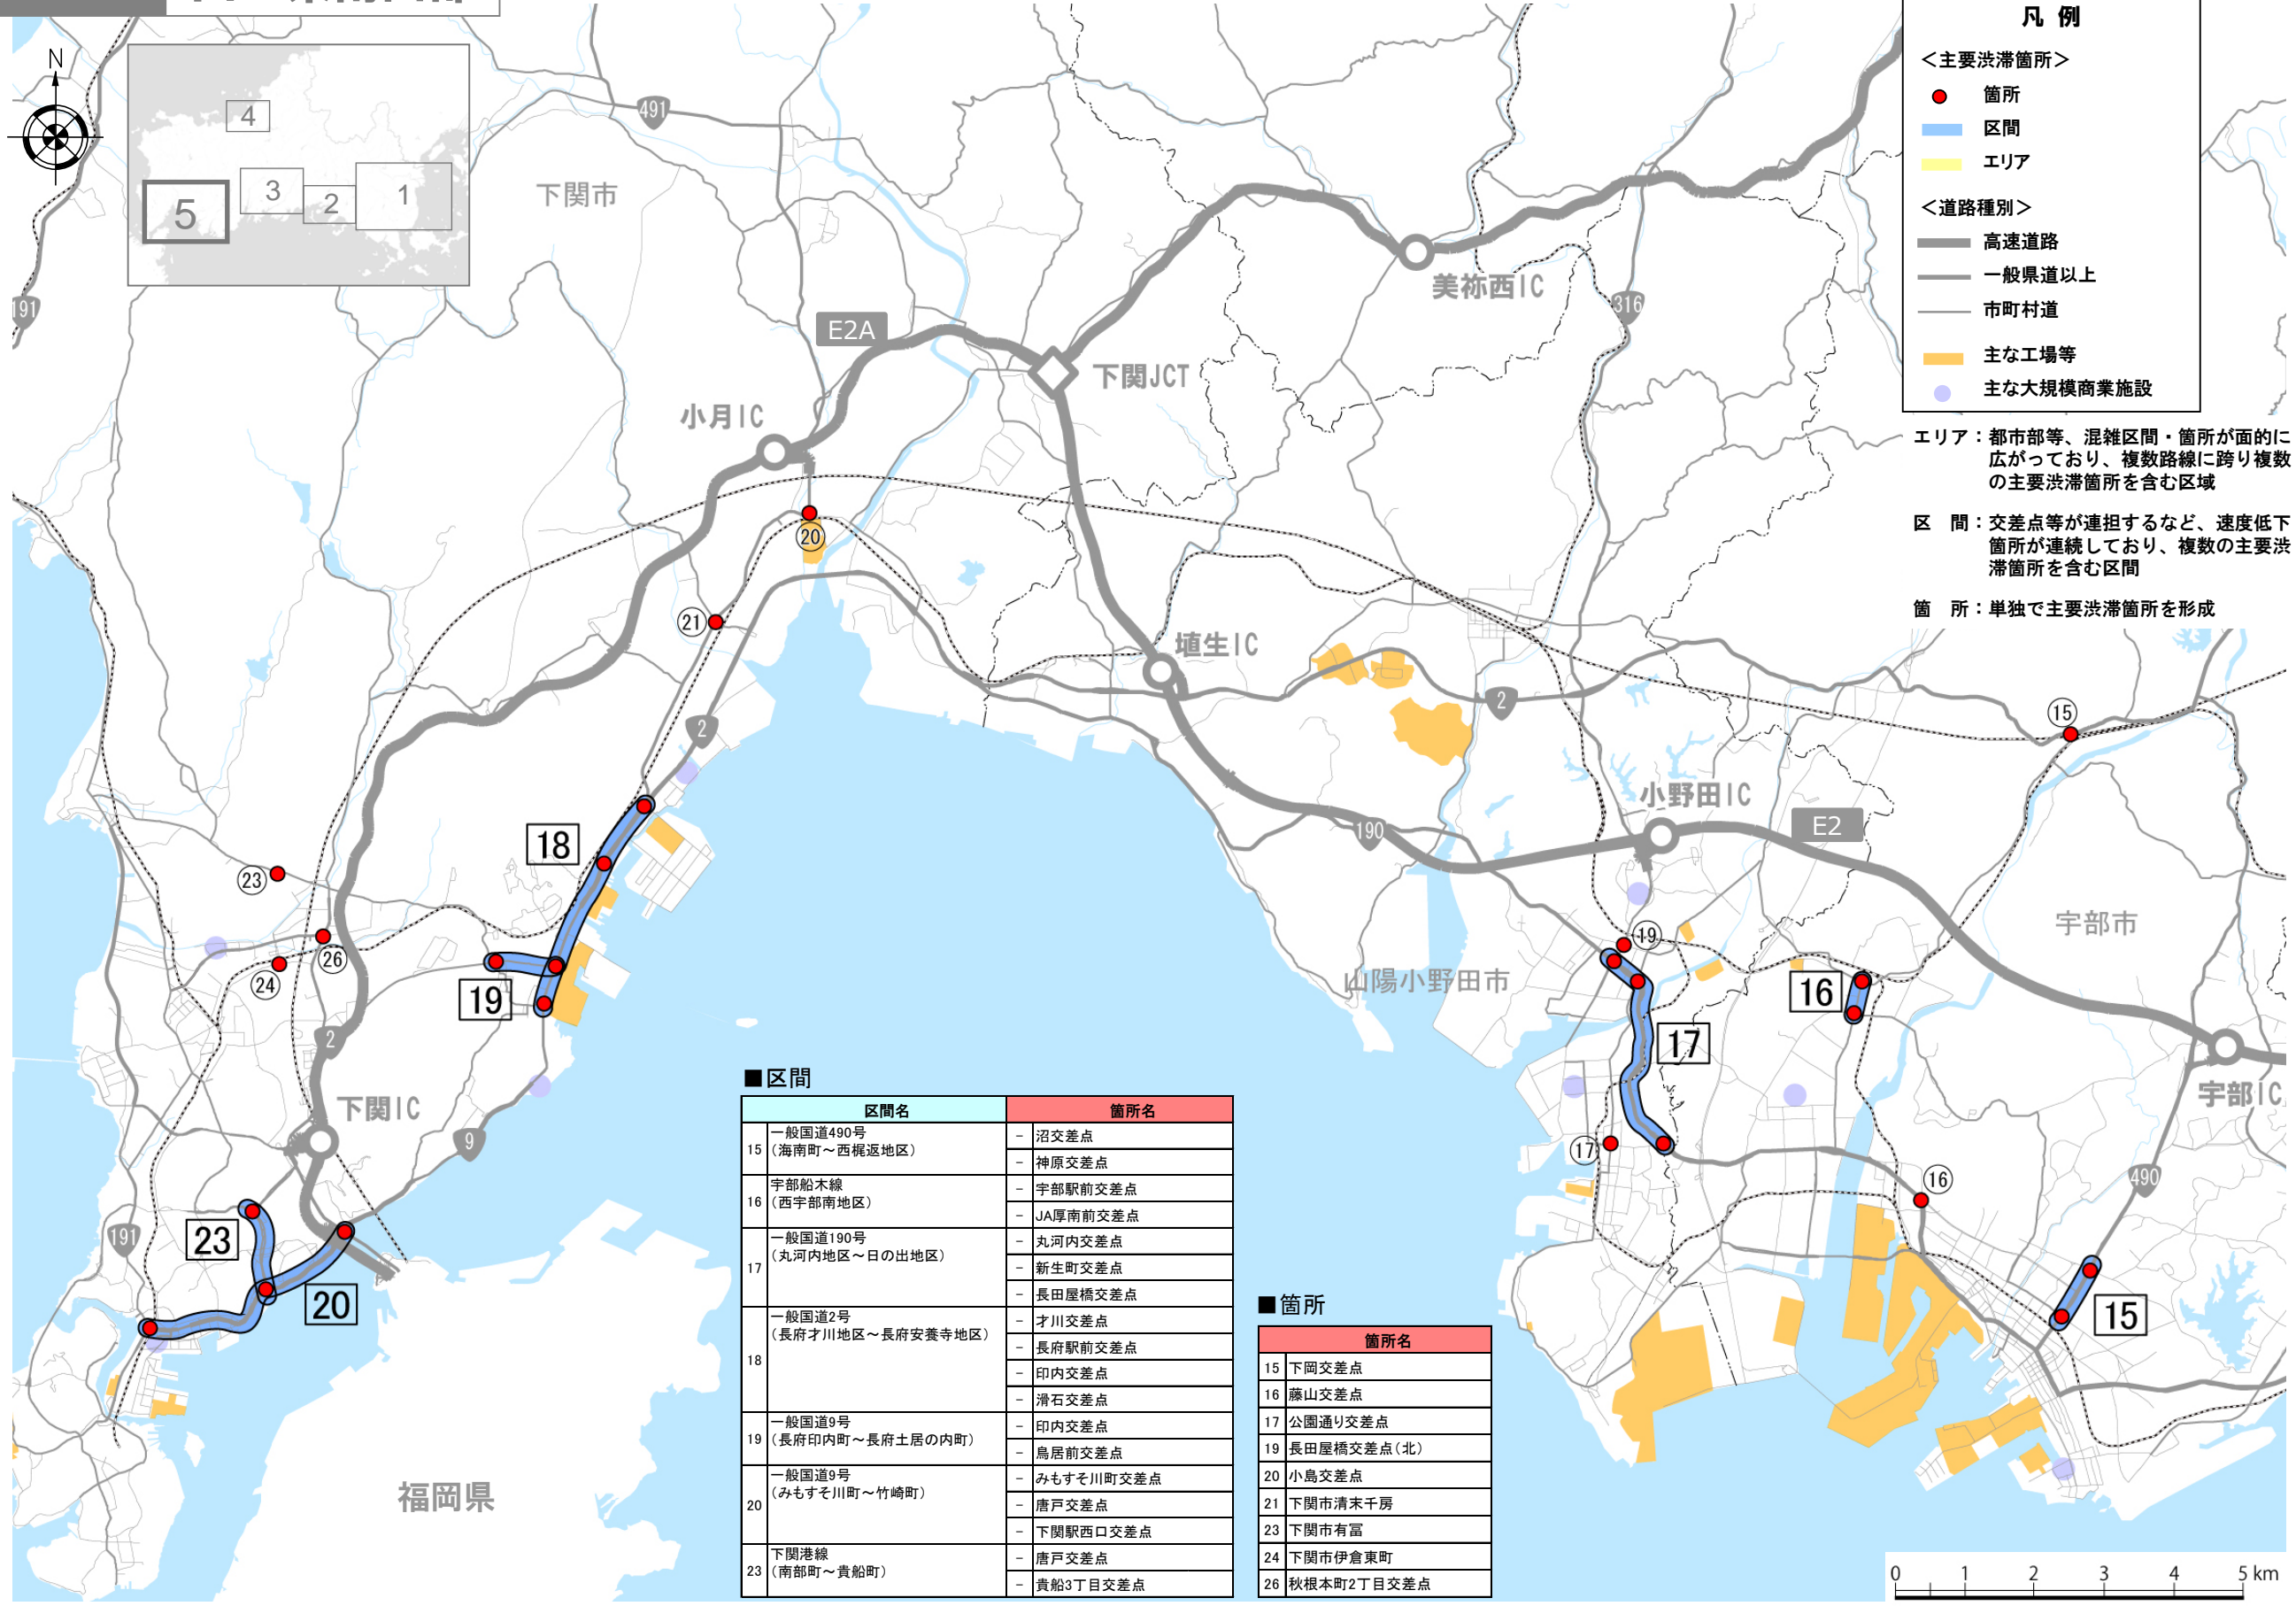 凡 例
＜主要渋滞箇所＞
箇所
区間
エリア
＜道路種別＞
高速道路
一般県道以上
市町村道
主な工場等
主な大規模商業施設
エリア：都市部等、混雑区間・箇所が面的に
広がっており、複数路線に跨り複数
の主要渋滞箇所を含む区域
区　間：交差点等が連担するなど、速度低下
箇所が連続しており、複数の主要渋
滞箇所を含む区間
箇　所：単独で主要渋滞箇所を形成
N
4
3
2
1
5
491
下関市
191
E2A
美祢西IC
316
下関JCT
小月IC
⑳
㉑
埴生IC
2
2
⑮
小野田IC
E2
190
18
㉓
宇部市
⑲
㉖
㉔
山陽小野田市
19
16
2
17
宇部IC
下関IC
9
⑰
⑯
490
191
23
20
15
福岡県
■区間
区間名　箇所名
15 一般国道490号 － 沼交差点
（海南町～西梶返地区） － 神原交差点
16 宇部船木線 － 宇部駅前交差点
（西宇部南地区） － JA厚南前交差点
17 一般国道190号 － 丸河内交差点
（丸河内地区～日の出地区） － 新生町交差点
－ 長田屋橋交差点
18 一般国道2号 － 才川交差点
（長府才川地区～長府安養寺地区） － 長府駅前交差点
－ 印内交差点
－ 滑石交差点
19 一般国道9号 － 印内交差点
（長府印内町～長府土居の内町） － 鳥居前交差点
20 一般国道9号 － みもすそ川町交差点
（みもすそ川町～竹崎町） － 唐戸交差点
－ 下関駅西口交差点
23 下関港線 － 唐戸交差点
（南部町～貴船町） － 貴船3丁目交差点
■箇所
箇所名
15 下岡交差点
16 藤山交差点
17 公園通り交差点
19 長田屋橋交差点（北）
20 小島交差点
21 下関市清末千房
23 下関市有冨
24 下関市伊倉東町
26 秋根本町2丁目交差点
0 1 2 3 4 5 km